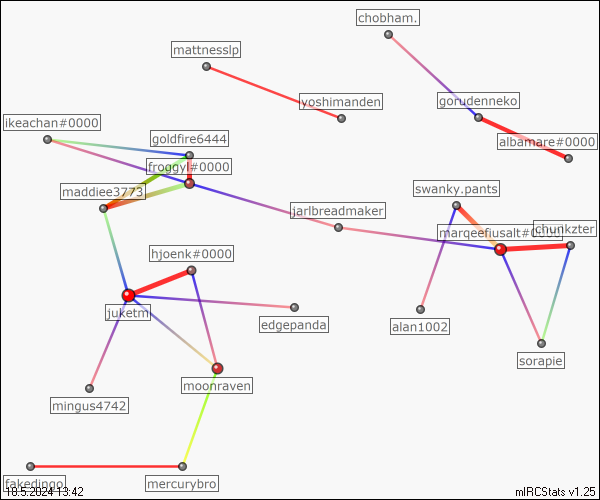 chobham.
mattnesslp
yoshimanden
gorudenneko
ikeachan#0000
goldfire6444
albamare#0000
froggyl#0000
maddiee3773
swanky.pants
jarlbreadmaker
marqeefiusalt#0000
chunkzter
hjoenk#0000
juketm
edgepanda
alan1002
sorapie
moonraven
mingus4742
fakedingo
mercurybro
18.5.2024 13:42
mIRCStats v1.25